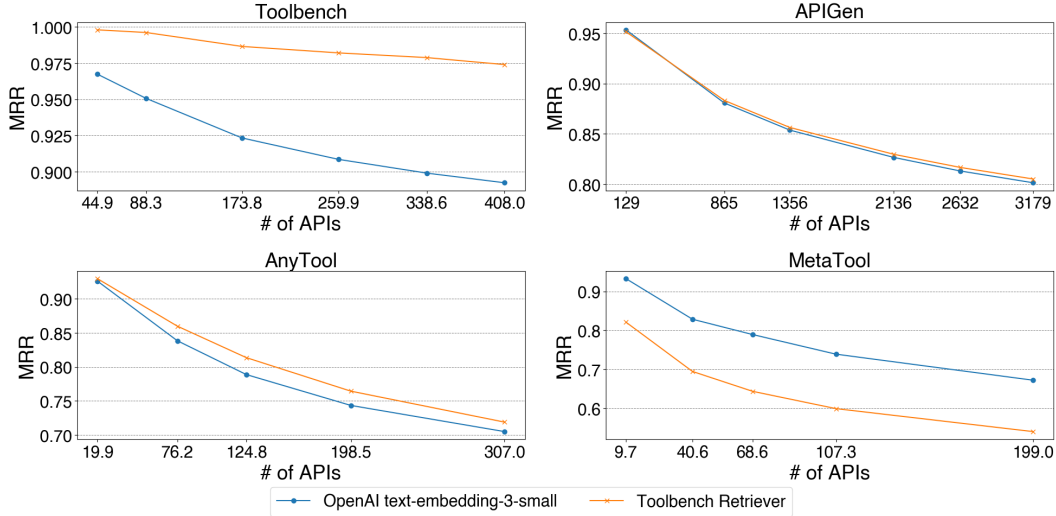 Toolbench
1.000
0.975
0.950
0.925
0.900
MRR
44.9 88.3 173.8 259.9 338.6 408.0
# of APIs
APIGen
0.95
0.90
0.85
0.80
MRR
129 865 1356 2136 2632 3179
# of APIs
AnyTool
0.90
0.85
0.80
0.75
0.70
MRR
19.9 76.2 124.8 198.5 307.0
# of APIs
MetaTool
0.9
0.8
0.7
0.6
MRR
9.7 40.6 68.6 107.3 199.0
# of APIs
OpenAI text-embedding-3-small Toolbench Retriever